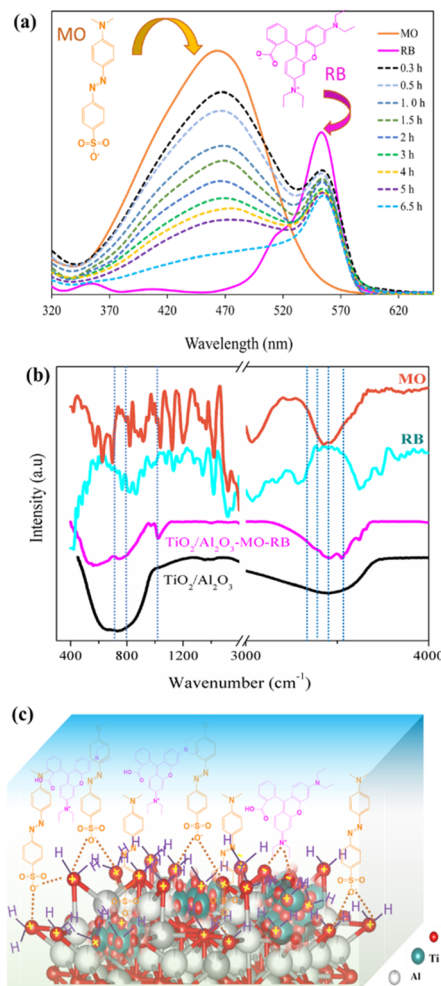 (a)
MO
RB
N
N
N
O=S=O
O⁻
O
N
N⁺
MO
RB
0.3 h
0.5 h
1. 0 h
1.5 h
2 h
3 h
4 h
5 h
6.5 h
320 370 420 470 520 570 620
Wavelength (nm)
(b)
MO
RB
TiO₂/Al₂O₃-MO-RB
TiO₂/Al₂O₃
Intensity (a.u)
400 800 1200 3000 4000
Wavenumber (cm⁻¹)
(c)
Ti
Al